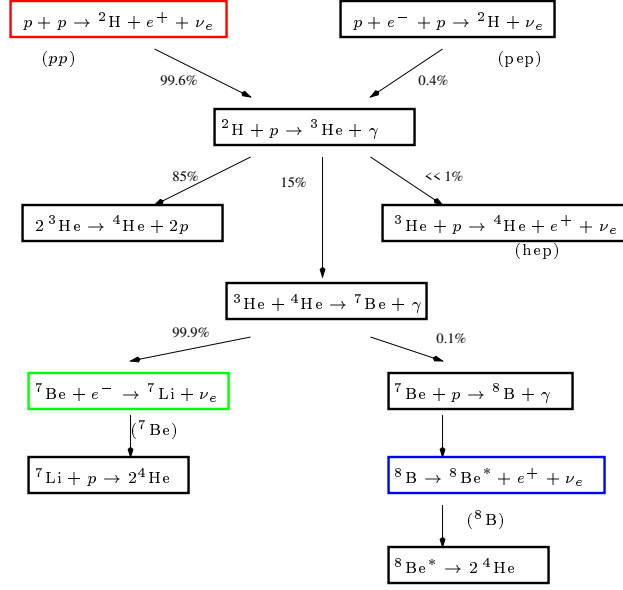 p + p → ²H + e⁺ + νₑ
p + e⁻ + p → ²H + νₑ
(pp)
(pep)
99.6%
0.4%
²H + p → ³He + γ
85%
15%
<< 1%
2 ³He → ⁴He + 2p
³He + p → ⁴He + e⁺ + νₑ
(hep)
³He + ⁴He → ⁷Be + γ
99.9%
0.1%
⁷Be + e⁻ → ⁷Li + νₑ
⁷Be + p → ⁸B + γ
(⁷Be)
⁷Li + p → 2⁴He
⁸B → ⁸Be* + e⁺ + νₑ
(⁸B)
⁸Be* → 2 ⁴He